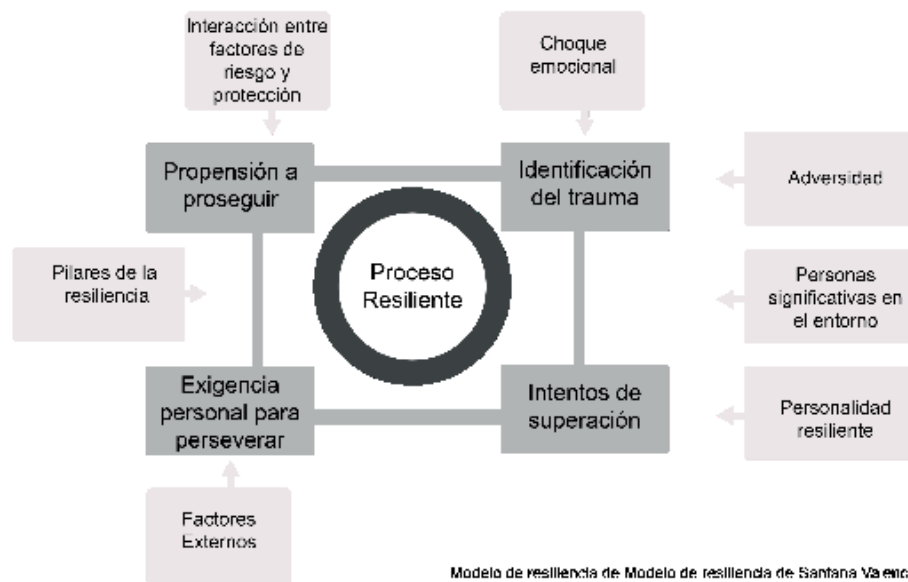 Interacción entre
factores de
riesgo y
protección
Choque
emocional
Propensión a
proseguir
Identificación
del trauma
Adversidad
Pilares de la
resiliencia
Proceso
Resiliente
Personas
significativas en
el entorno
Exigencia
personal para
perseverar
Intentos de
superación
Personalidad
resiliente
Factores
Externos
Modelo de resiliencia de Modelo de resiliencia de Santana Valenc